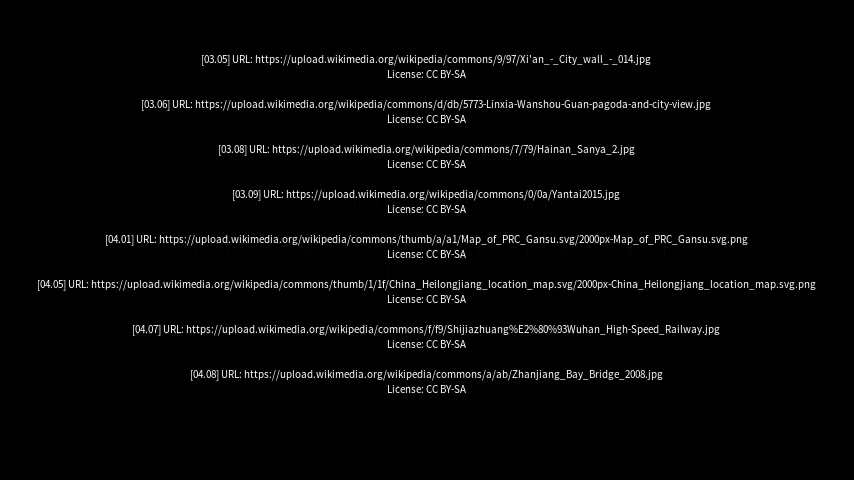 [03.05] URL: https://upload.wikimedia.org/wikipedia/commons/9/97/Xi'an_-_City_wall_-_014.jpg
License: CC BY-SA
[03.06] URL: https://upload.wikimedia.org/wikipedia/commons/d/db/5773-Linxia-Wanshou-Guan-pagoda-and-city-view.jpg
License: CC BY-SA
[03.08] URL: https://upload.wikimedia.org/wikipedia/commons/7/79/Hainan_Sanya_2.jpg
License: CC BY-SA
[03.09] URL: https://upload.wikimedia.org/wikipedia/commons/0/0a/Yantai2015.jpg
License: CC BY-SA
[04.01] URL: https://upload.wikimedia.org/wikipedia/commons/thumb/a/a1/Map_of_PRC_Gansu.svg/2000px-Map_of_PRC_Gansu.svg.png
License: CC BY-SA
[04.05] URL: https://upload.wikimedia.org/wikipedia/commons/thumb/1/1f/China_Heilongjiang_location_map.svg/2000px-China_Heilongjiang_location_map.svg.png
License: CC BY-SA
[04.07] URL: https://upload.wikimedia.org/wikipedia/commons/f/f9/Shijiazhuang%E2%80%93Wuhan_High-Speed_Railway.jpg
License: CC BY-SA
[04.08] URL: https://upload.wikimedia.org/wikipedia/commons/a/ab/Zhanjiang_Bay_Bridge_2008.jpg
License: CC BY-SA